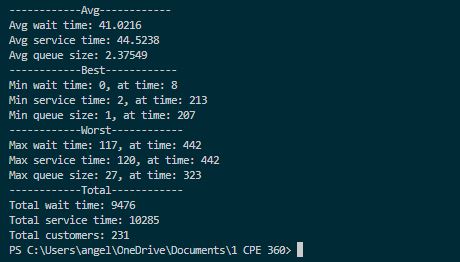 ------------Avg------------
Avg wait time: 41.0216
Avg service time: 44.5238
Avg queue size: 2.37549
------------Best------------
Min wait time: 0, at time: 8
Min service time: 2, at time: 213
Min queue size: 1, at time: 207
------------Worst------------
Max wait time: 117, at time: 442
Max service time: 120, at time: 442
Max queue size: 27, at time: 323
------------Total------------
Total wait time: 9476
Total service time: 10285
Total customers: 231
PS C:\Users\angel\OneDrive\Documents\1 CPE 360>